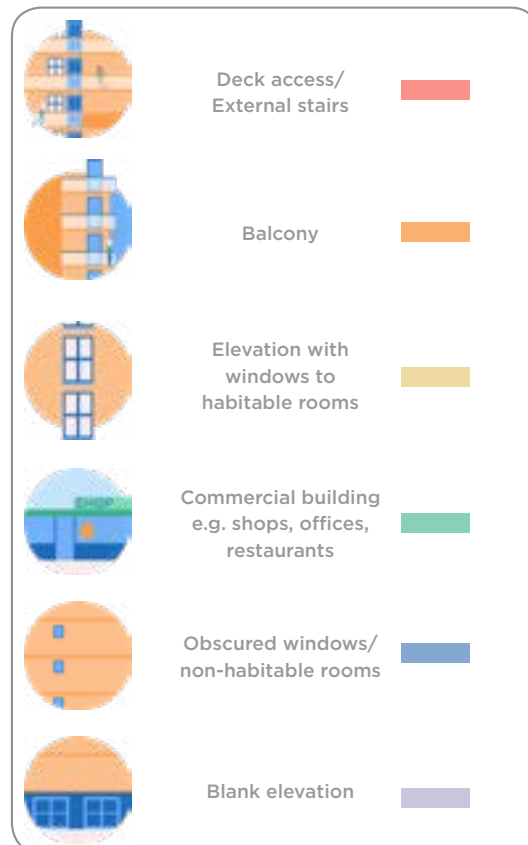 Deck access/
External stairs
Balcony
Elevation with
windows to
habitable rooms
SHOP
Commercial building
e.g. shops, offices,
restaurants
Obscured windows/
non-habitable rooms
Blank elevation